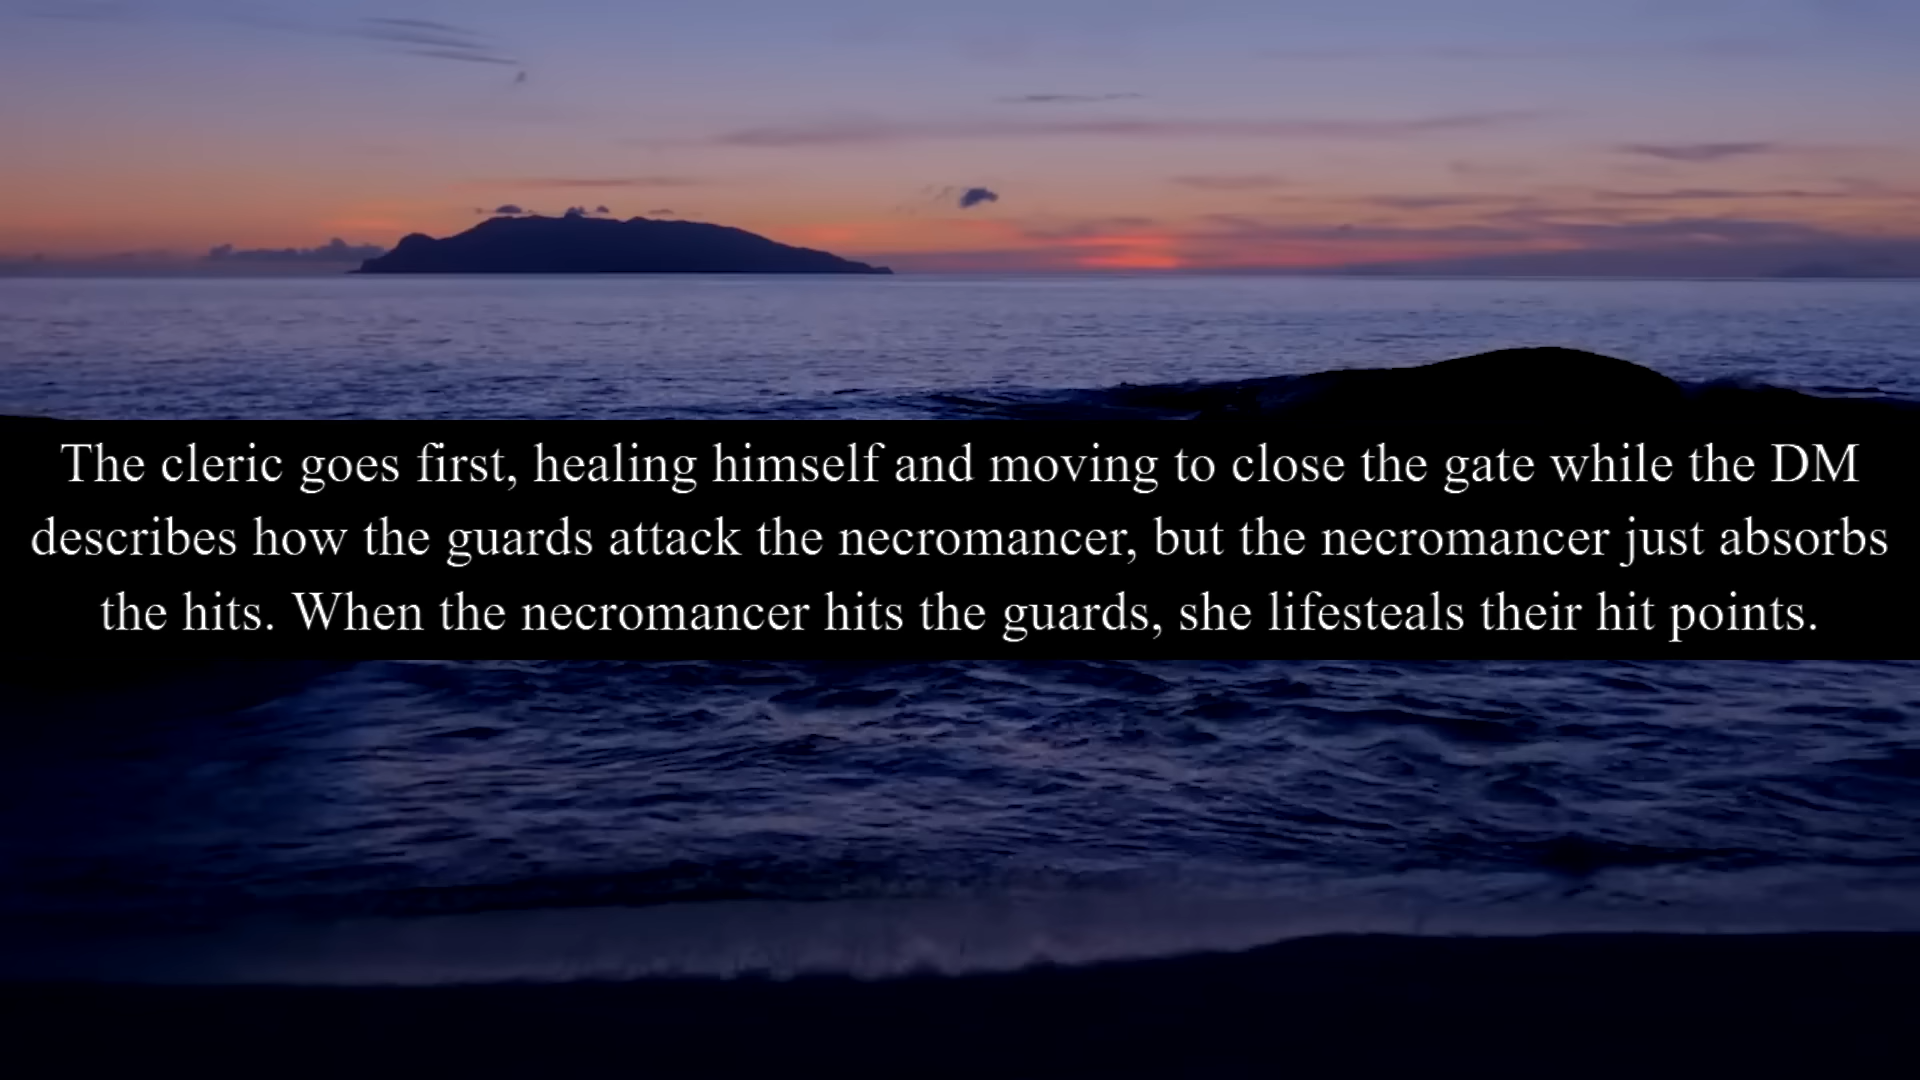 The cleric goes first, healing himself and moving to close the gate while the DM
describes how the guards attack the necromancer, but the necromancer just absorbs
the hits. When the necromancer hits the guards, she lifesteals their hit points.